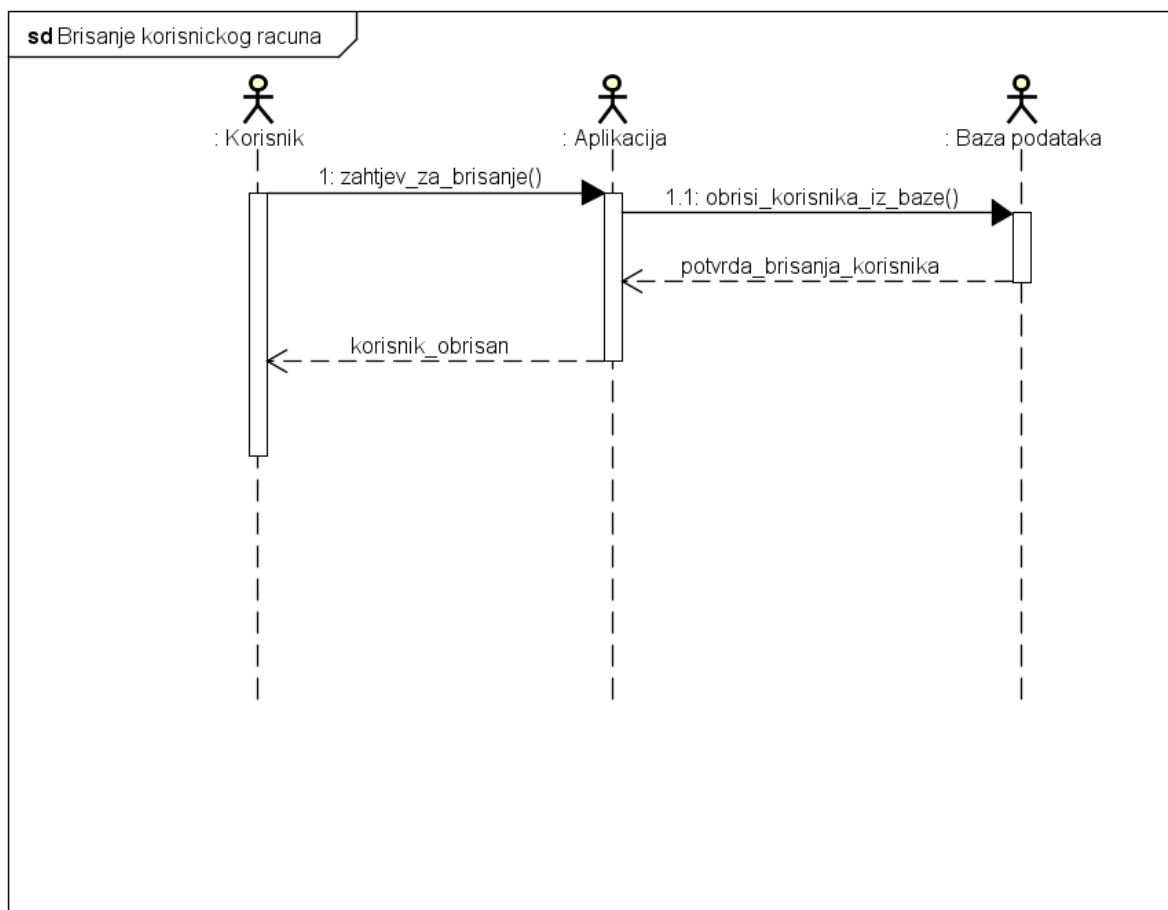 sd Brisanje korisnickog racuna
: Korisnik
: Aplikacija
: Baza podataka
1: zahtjev_za_brisanje()
1.1: obrisi_korisnika_iz_baze()
potvrda_brisanja_korisnika
korisnik_obrisan